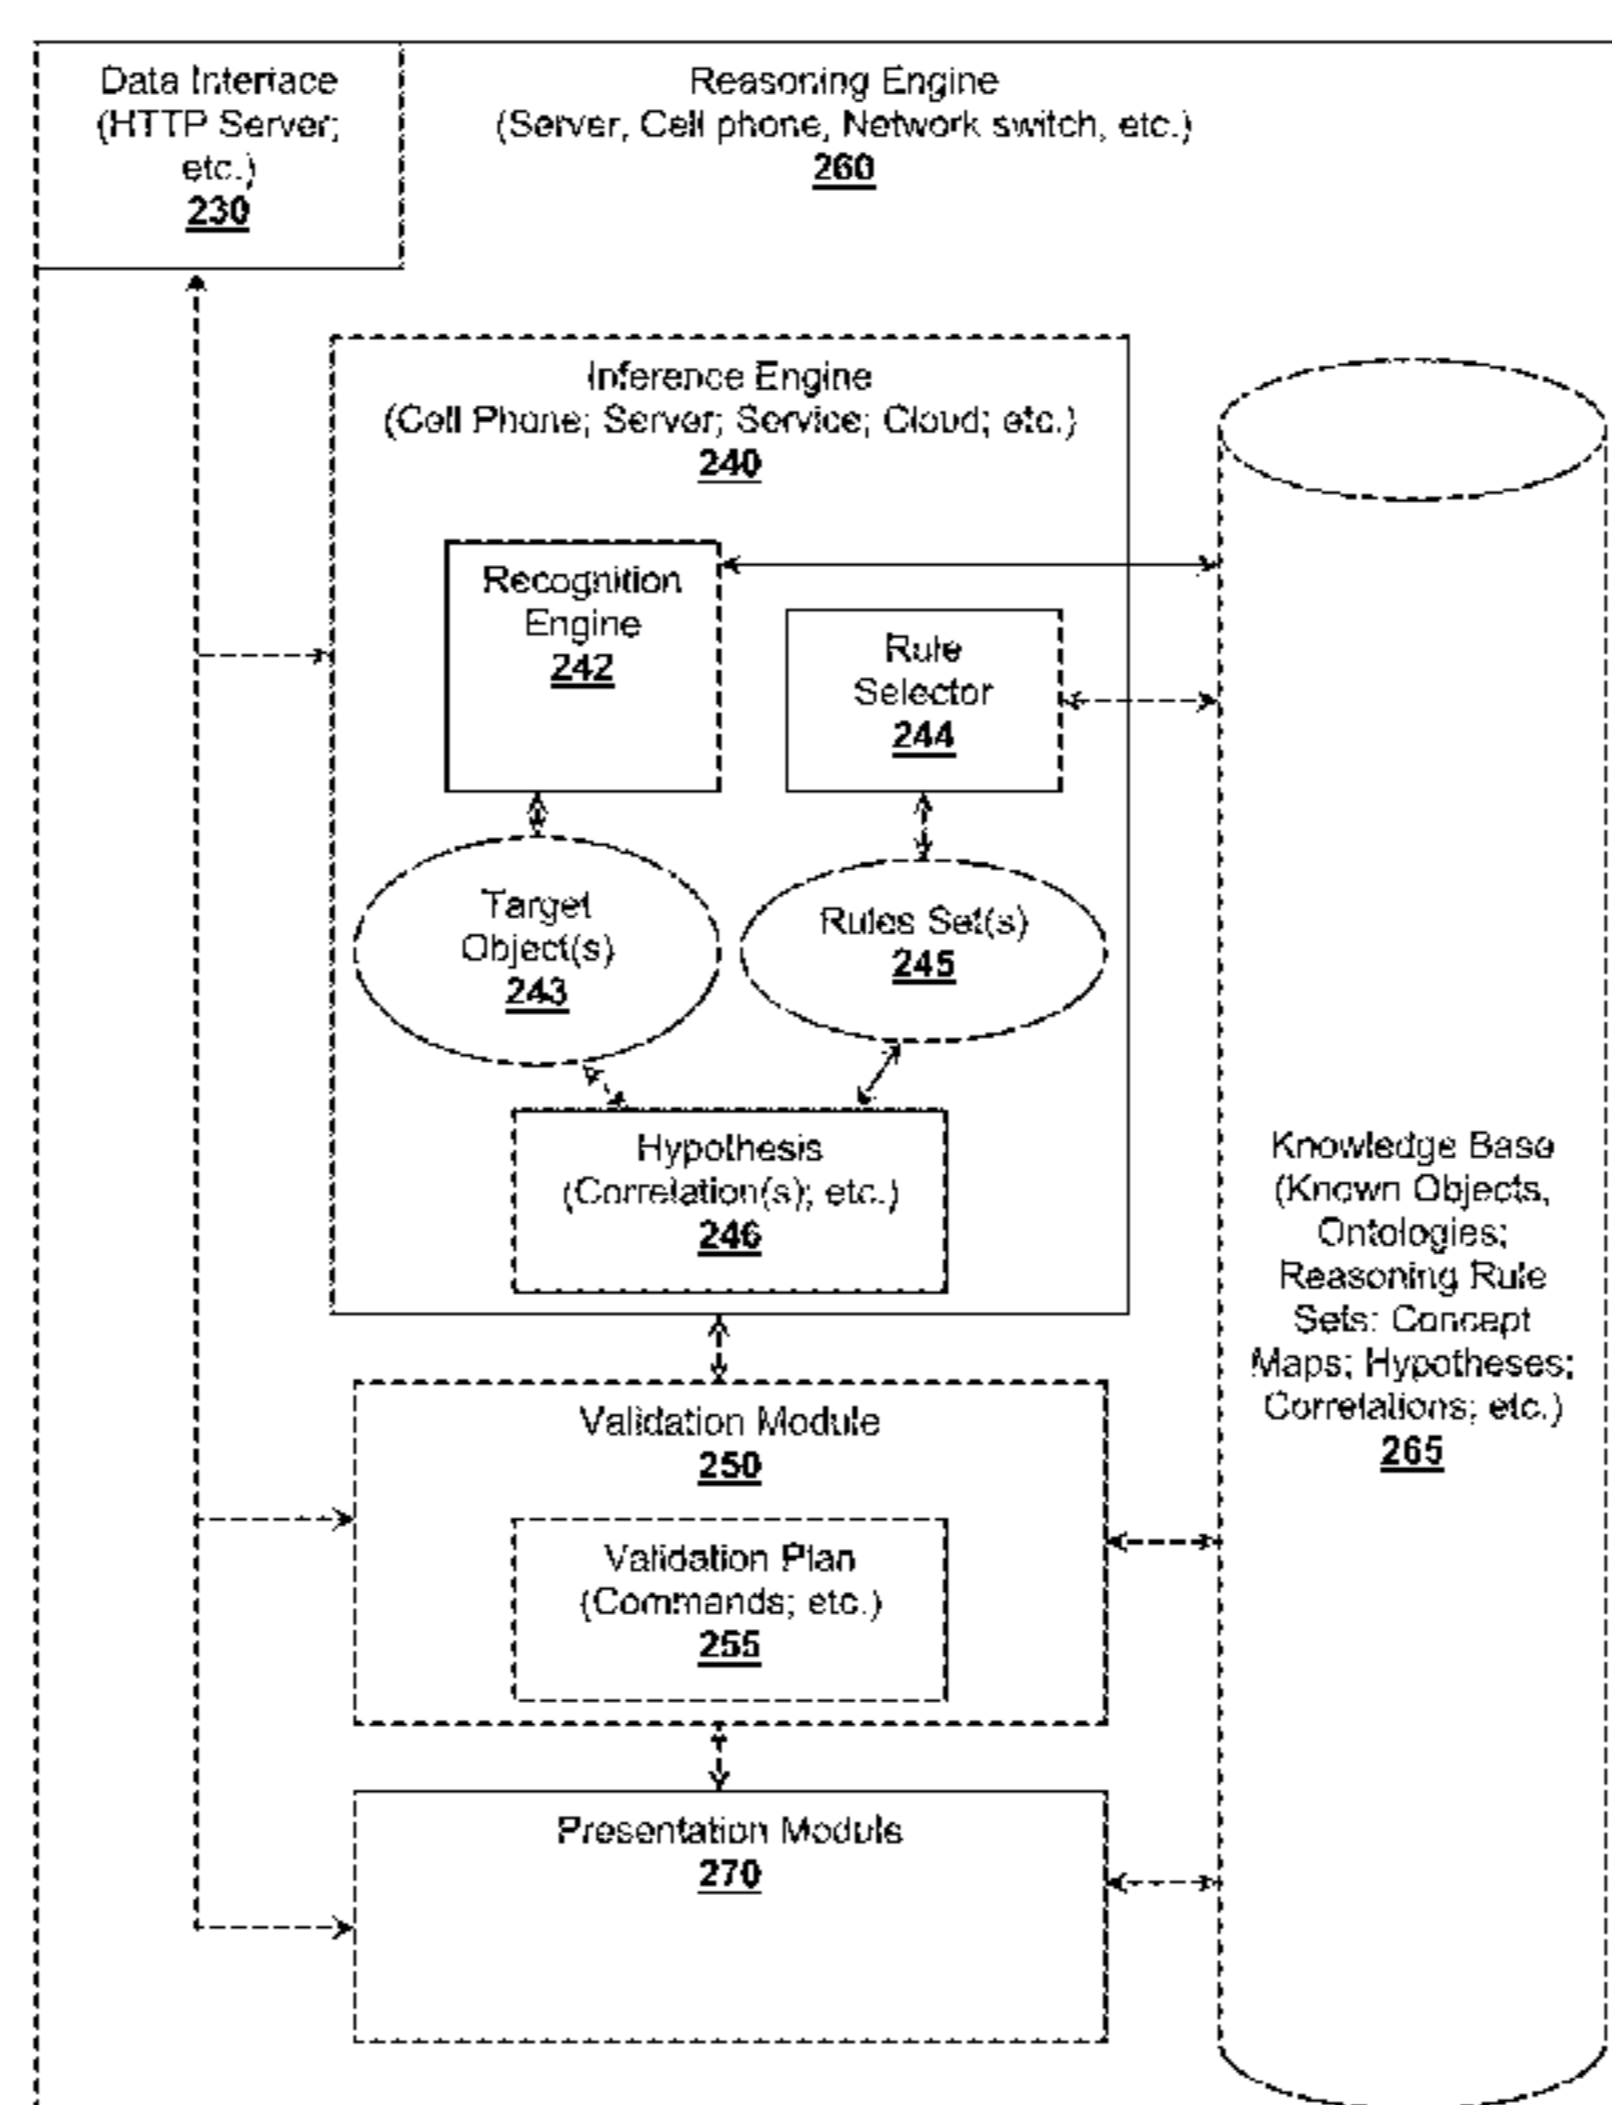 Data Interface
(HTTP Server;
etc.)
230
Reasoning Engine
(Server, Cell phone, Network switch, etc.)
260
Inference Engine
(Cell Phone; Server; Service; Cloud; etc.)
240
Recognition
Engine
242
Rule
Selector
244
Target
Object(s)
243
Rules Set(s)
245
Hypothesis
(Correlation(s); etc.)
246
Knowledge Base
(Known Objects,
Ontologies;
Reasoning Rule
Sets: Concept
Maps; Hypotheses;
Correlations; etc.)
265
Validation Module
250
Validation Plan
(Commands; etc.)
255
Presentation Module
270